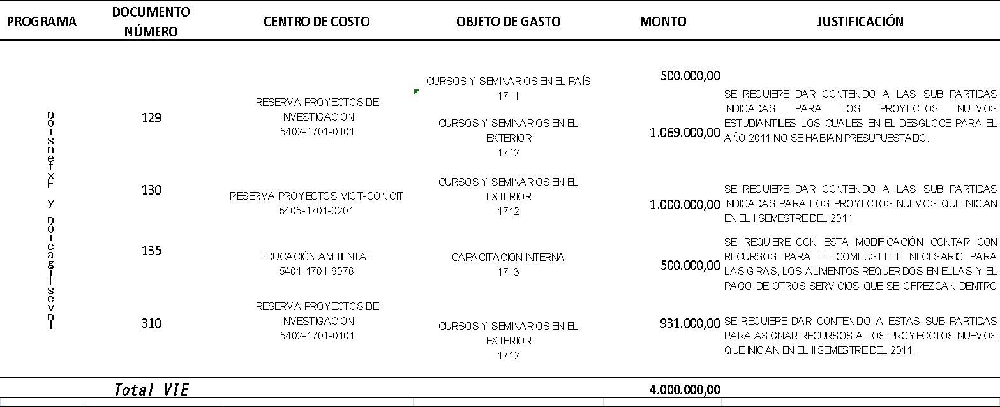 PROGRAMA
DOCUMENTO
NÚMERO
CENTRO DE COSTO
OBJETO DE GASTO
MONTO
JUSTIFICACIÓN
Investigación y Extensión
129
RESERVA PROYECTOS DE
INVESTIGACION
5402-1701-0101
CURSOS Y SEMINARIOS EN EL PAÍS
1711
500.000,00
CURSOS Y SEMINARIOS EN EL
EXTERIOR
1712
1.069.000,00
SE REQUIERE DAR CONTENIDO A LAS SUB PARTIDAS
INDICADAS PARA LOS PROYECTOS NUEVOS
ESTUDIANTILES LOS CUALES EN EL DESGLOCE PARA EL
AÑO 2011 NO SE HABÍAN PRESUPUESTADO.
130
RESERVA PROYECTOS MICIT-CONICIT
5405-1701-0201
CURSOS Y SEMINARIOS EN EL
EXTERIOR
1712
1.000.000,00
SE REQUIERE DAR CONTENIDO A LAS SUB PARTIDAS
INDICADAS PARA LOS PROYECTOS NUEVOS QUE INICIAN
EN EL I SEMESTRE DEL 2011
135
EDUCACIÓN AMBIENTAL
5401-1701-6076
CAPACITACIÓN INTERNA
1713
500.000,00
SE REQUIERE CON ESTA MODIFICACIÓN CONTAR CON
RECURSOS PARA EL COMBUSTIBLE NECESARIO PARA
LAS GIRAS, LOS ALIMENTOS REQUERIDOS EN ELLAS Y EL
PAGO DE OTROS SERVICIOS QUE SE OFREZCAN DENTRO
310
RESERVA PROYECTOS DE
INVESTIGACION
5402-1701-0101
CURSOS Y SEMINARIOS EN EL
EXTERIOR
1712
931.000,00
SE REQUIERE DAR CONTENIDO A ESTAS SUB PARTIDAS
PARA ASIGNAR RECURSOS A LOS PROYECCTOS NUEVOS
QUE INICIAN EN EL II SEMESTRE DEL 2011.
Total VIE
4.000.000,00